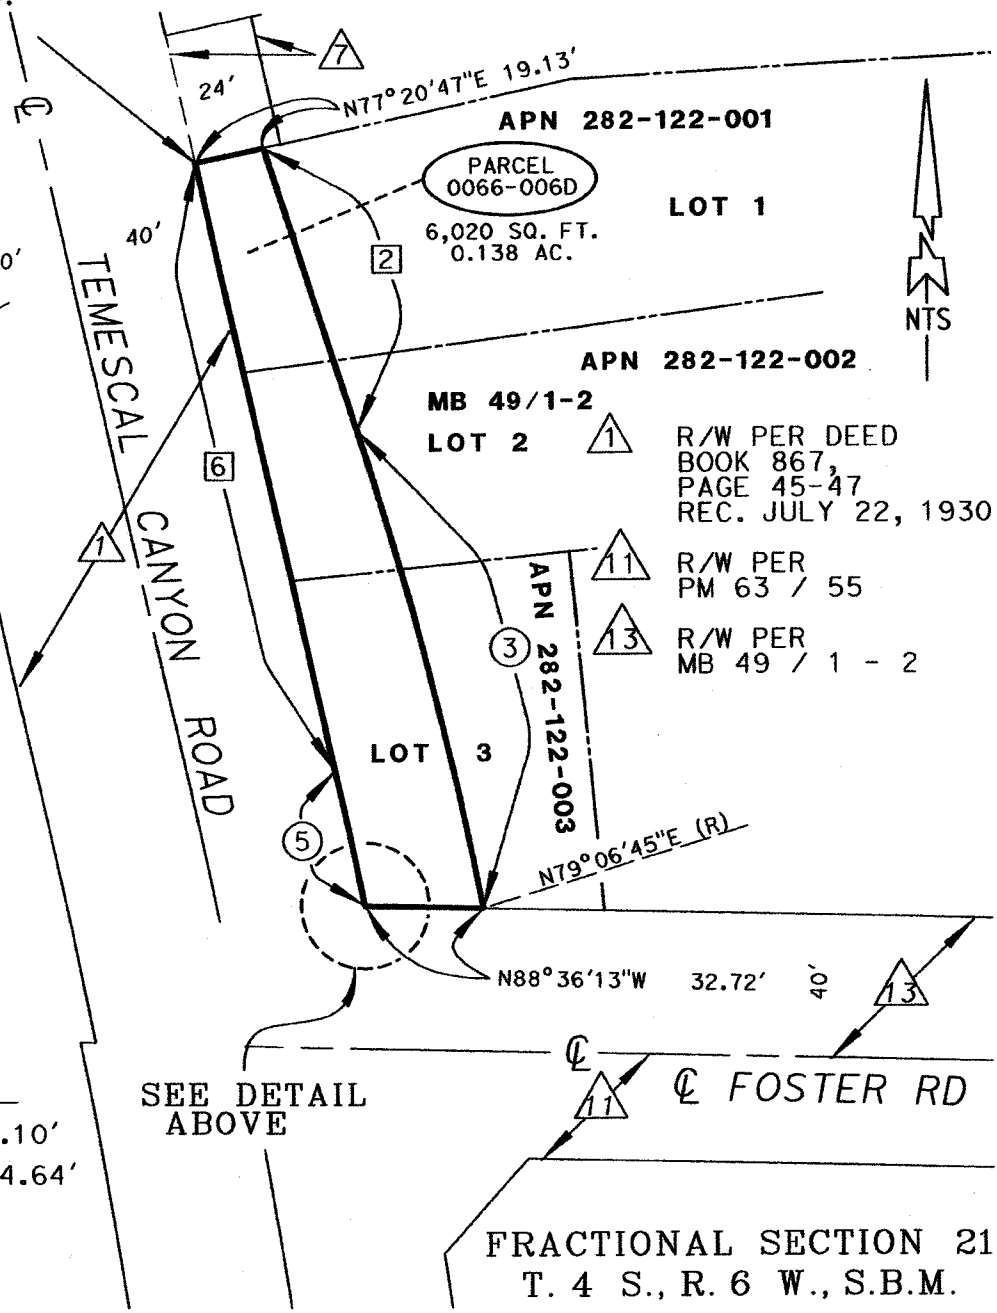 7
24'
N77°20'47"E 19.13'
APN 282-122-001
PARCEL
0066-006D
6,020 SQ. FT.
0.138 AC.
LOT 1
40'
0'
2
NTS
TEMESCAL CANYON ROAD
APN 282-122-002
MB 49/1-2
LOT 2
1
R/W PER DEED
BOOK 867,
PAGE 45-47
REC. JULY 22, 1930
6
1
11
R/W PER
PM 63 / 55
13
R/W PER
MB 49 / 1 - 2
APN 282-122-003
3
LOT 3
5
N79°06'45"E (R)
N88°36'13"W 32.72'
40'
13
℄
℄ FOSTER RD
11
SEE DETAIL
ABOVE
.10'
4.64'
FRACTIONAL SECTION 21
T. 4 S., R. 6 W., S.B.M.
℄